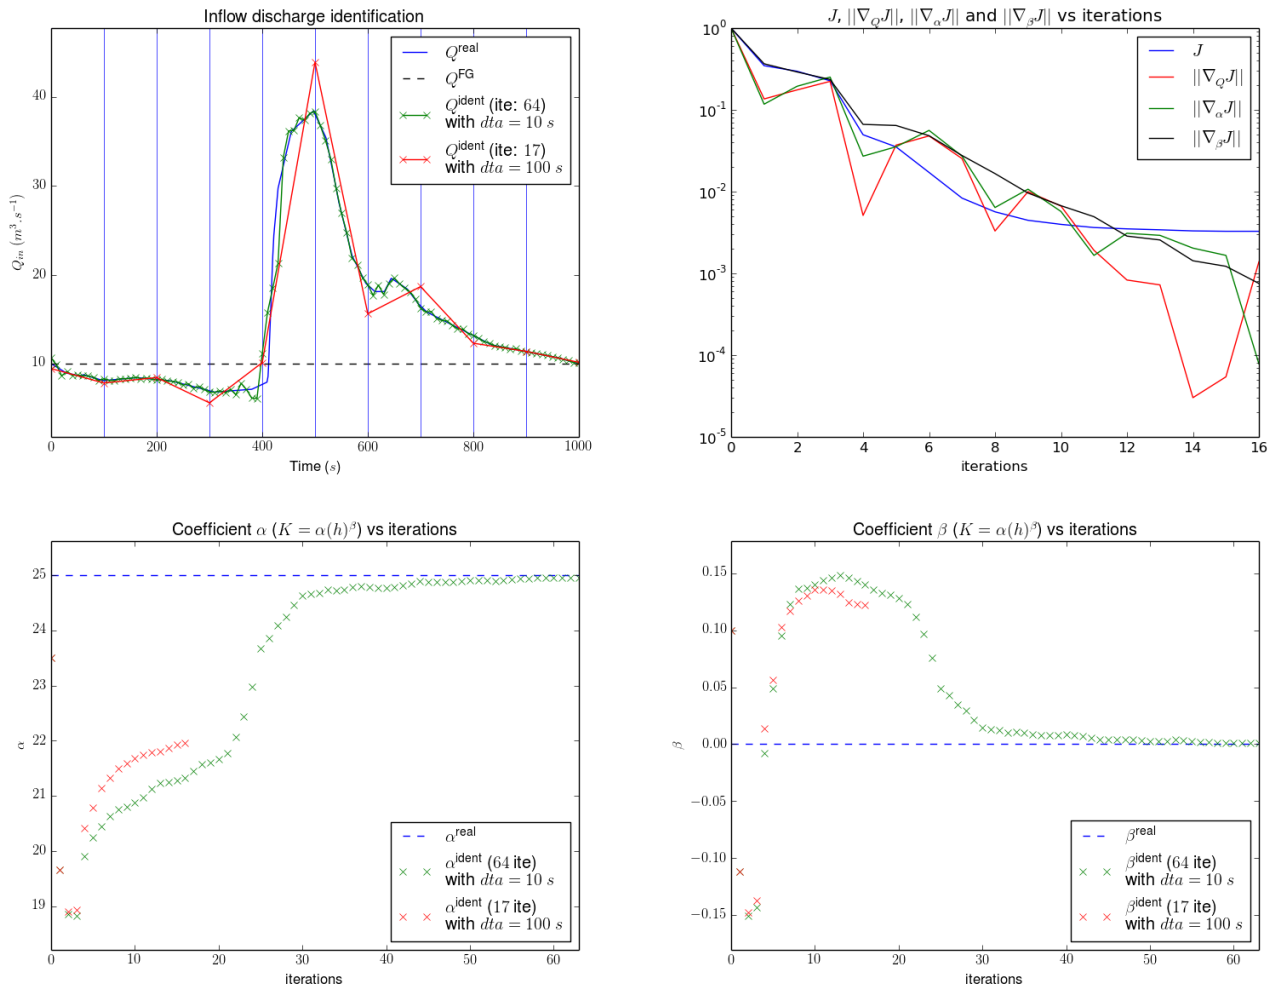 Inflow discharge identification
Q^real
Q^FG
Q^ident (ite: 64)
with dta = 10 s
Q^ident (ite: 17)
with dta = 100 s
Q_in (m^3.s^-1)
40
30
20
10
0 200 400 600 800 1000
Time (s)
J, ||∇_Q J||, ||∇_α J|| and ||∇_β J|| vs iterations
J
||∇_Q J||
||∇_α J||
||∇_β J||
10^0
10^-1
10^-2
10^-3
10^-4
10^-5
0 2 4 6 8 10 12 14 16
iterations
Coefficient α (K = α(h)^β) vs iterations
25
24
23
22
21
20
19
α
α^real
α^ident (64 ite)
with dta = 10 s
α^ident (17 ite)
with dta = 100 s
0 10 20 30 40 50 60
iterations
Coefficient β (K = α(h)^β) vs iterations
0.15
0.10
0.05
0.00
−0.05
−0.10
−0.15
β
β^real
β^ident (64 ite)
with dta = 10 s
β^ident (17 ite)
with dta = 100 s
0 10 20 30 40 50 60
iterations